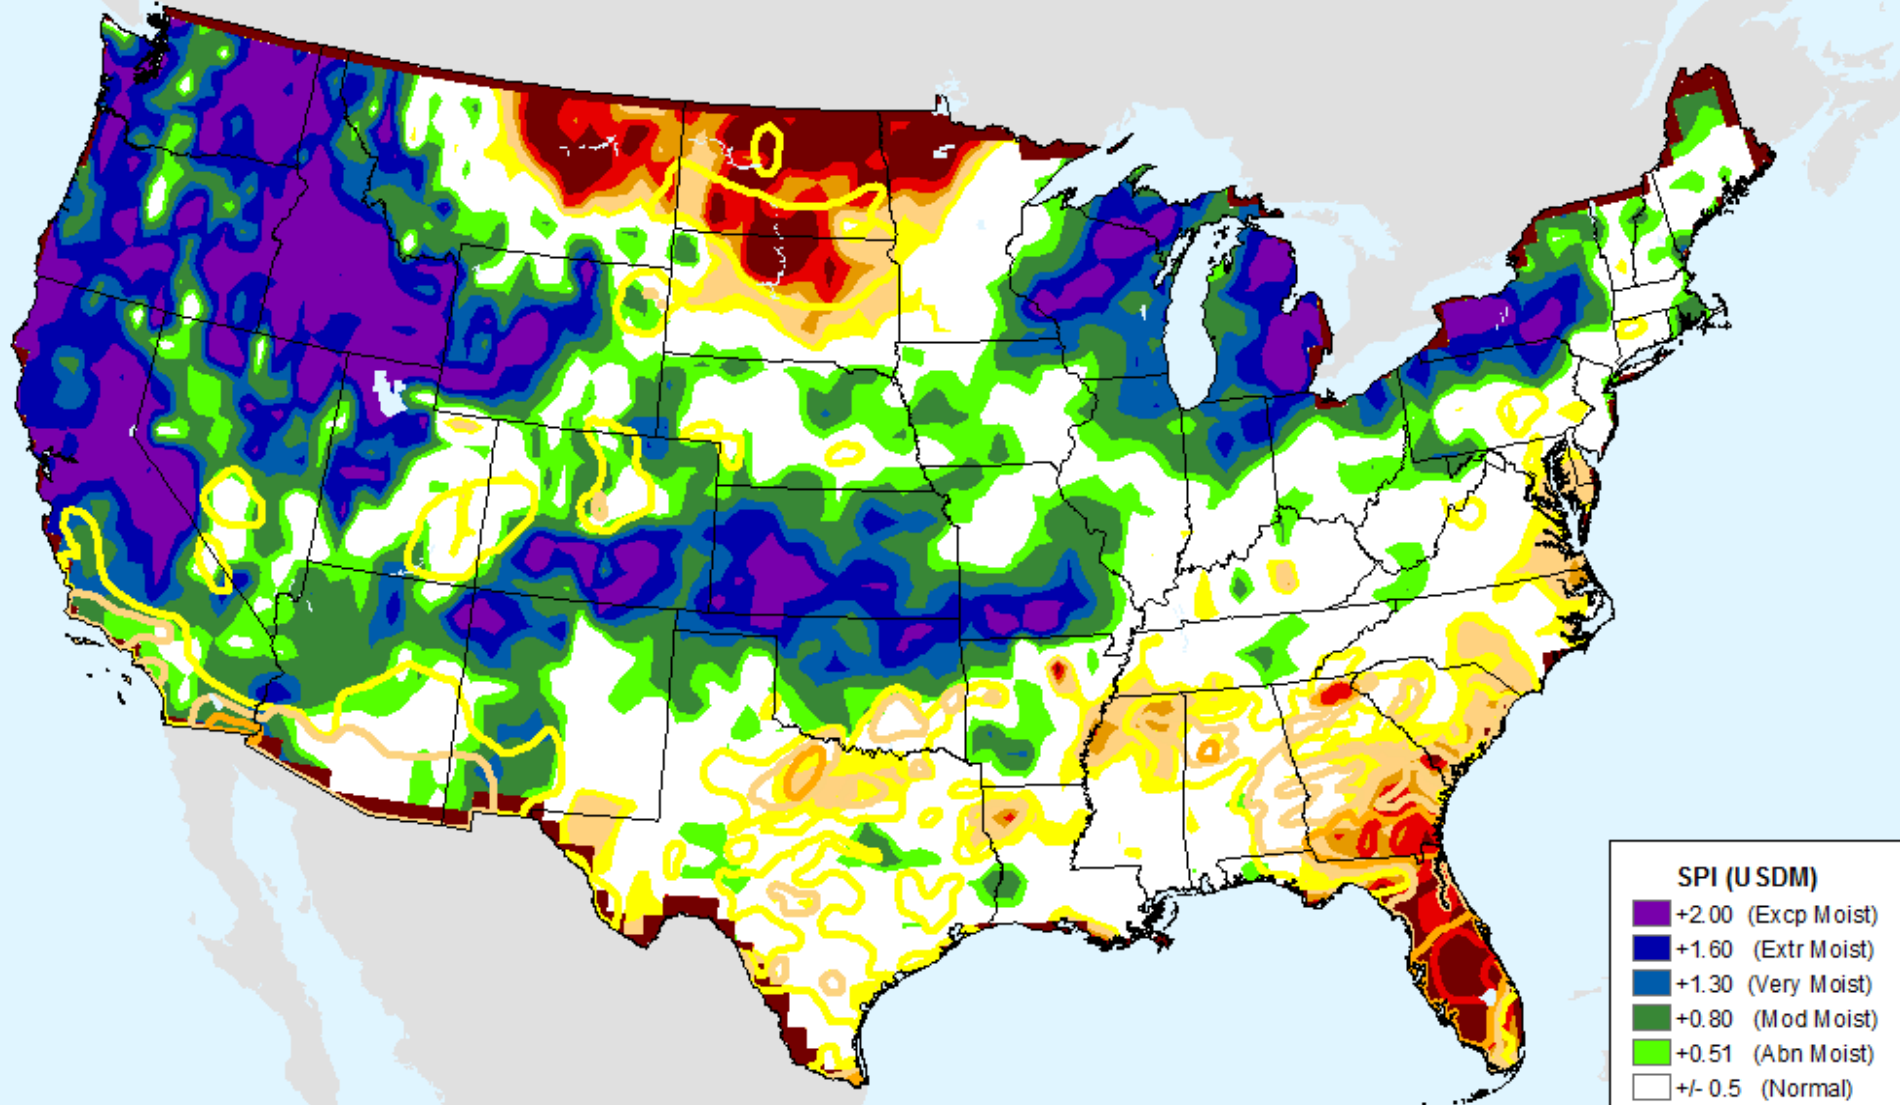 SPI (USDM)
+2.00 (Excp Moist)
+1.60 (Extr Moist)
+1.30 (Very Moist)
+0.80 (Mod Moist)
+0.51 (Abn Moist)
+/- 0.5 (Normal)